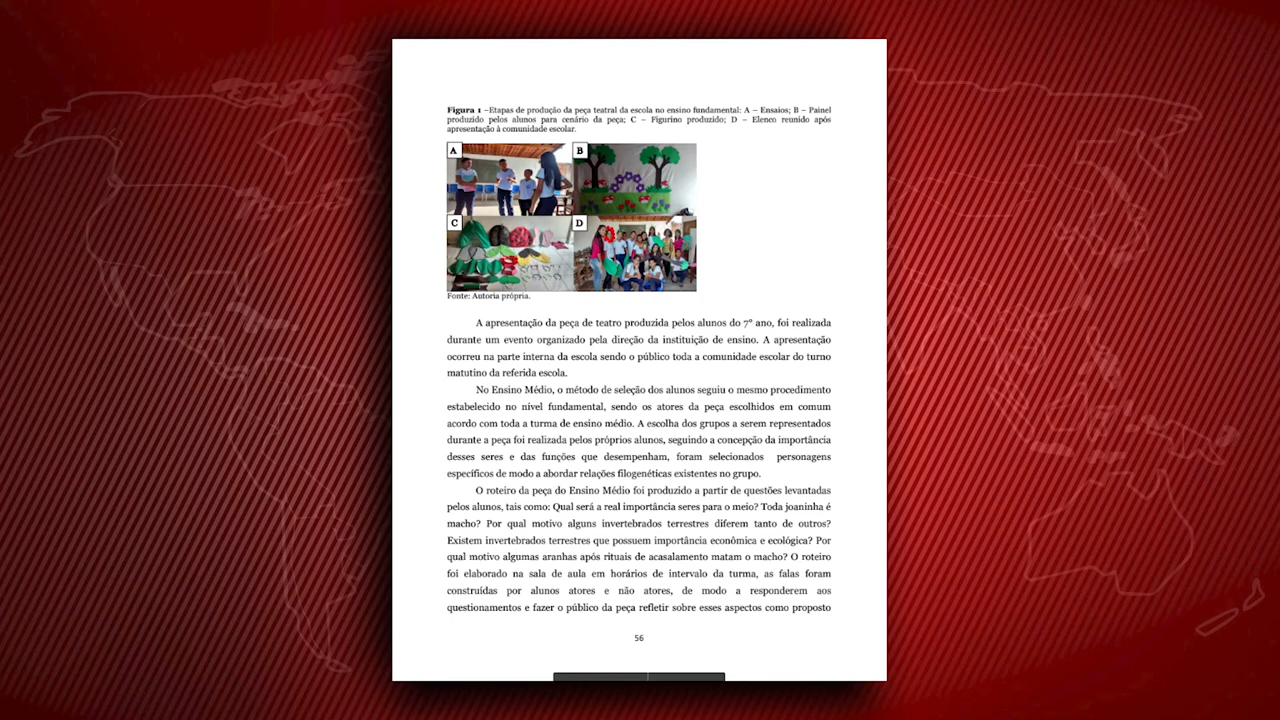 Figura 1 –Etapas de produção da peça teatral da escola no ensino fundamental: A – Ensaios; B – Painel
produzido pelos alunos para cenário da peça; C – Figurino produzido; D – Elenco reunido após
apresentação à comunidade escolar.
A
B
C
D
Fonte: Autoria própria.
A apresentação da peça de teatro produzida pelos alunos do 7º ano, foi realizada
durante um evento organizado pela direção da instituição de ensino. A apresentação
ocorreu na parte interna da escola sendo o público toda a comunidade escolar do turno
matutino da referida escola.
No Ensino Médio, o método de seleção dos alunos seguiu o mesmo procedimento
estabelecido no nível fundamental, sendo os atores da peça escolhidos em comum
acordo com toda a turma de ensino médio. A escolha dos grupos a serem representados
durante a peça foi realizada pelos próprios alunos, seguindo a concepção da importância
desses seres e das funções que desempenham, foram selecionados personagens
específicos de modo a abordar relações filogenéticas existentes no grupo.
O roteiro da peça do Ensino Médio foi produzido a partir de questões levantadas
pelos alunos, tais como: Qual será a real importância seres para o meio? Toda joaninha é
macho? Por qual motivo alguns invertebrados terrestres diferem tanto de outros?
Existem invertebrados terrestres que possuem importância econômica e ecológica? Por
qual motivo algumas aranhas após rituais de acasalamento matam o macho? O roteiro
foi elaborado na sala de aula em horários de intervalo da turma, as falas foram
construídas por alunos atores e não atores, de modo a responderem aos
questionamentos e fazer o público da peça refletir sobre esses aspectos como proposto
56